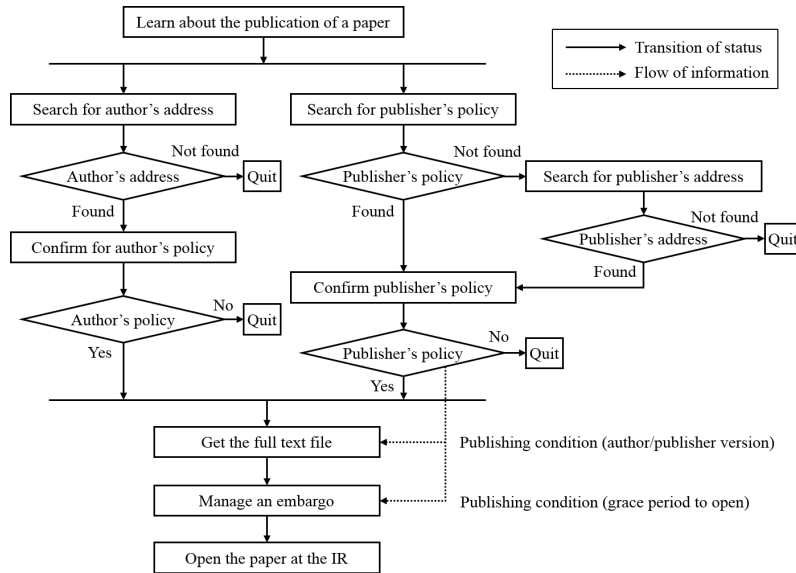 Learn about the publication of a paper
Transition of status
Flow of information
Search for author's address
Search for publisher's policy
Not found
Not found
Author's address
Quit
Publisher's policy
Search for publisher's address
Found
Found
Not found
Publisher's address
Quit
Confirm for author's policy
Found
Confirm publisher's policy
No
Author's policy
Quit
No
Yes
Publisher's policy
Quit
Yes
Get the full text file
Publishing condition (author/publisher version)
Manage an embargo
Publishing condition (grace period to open)
Open the paper at the IR